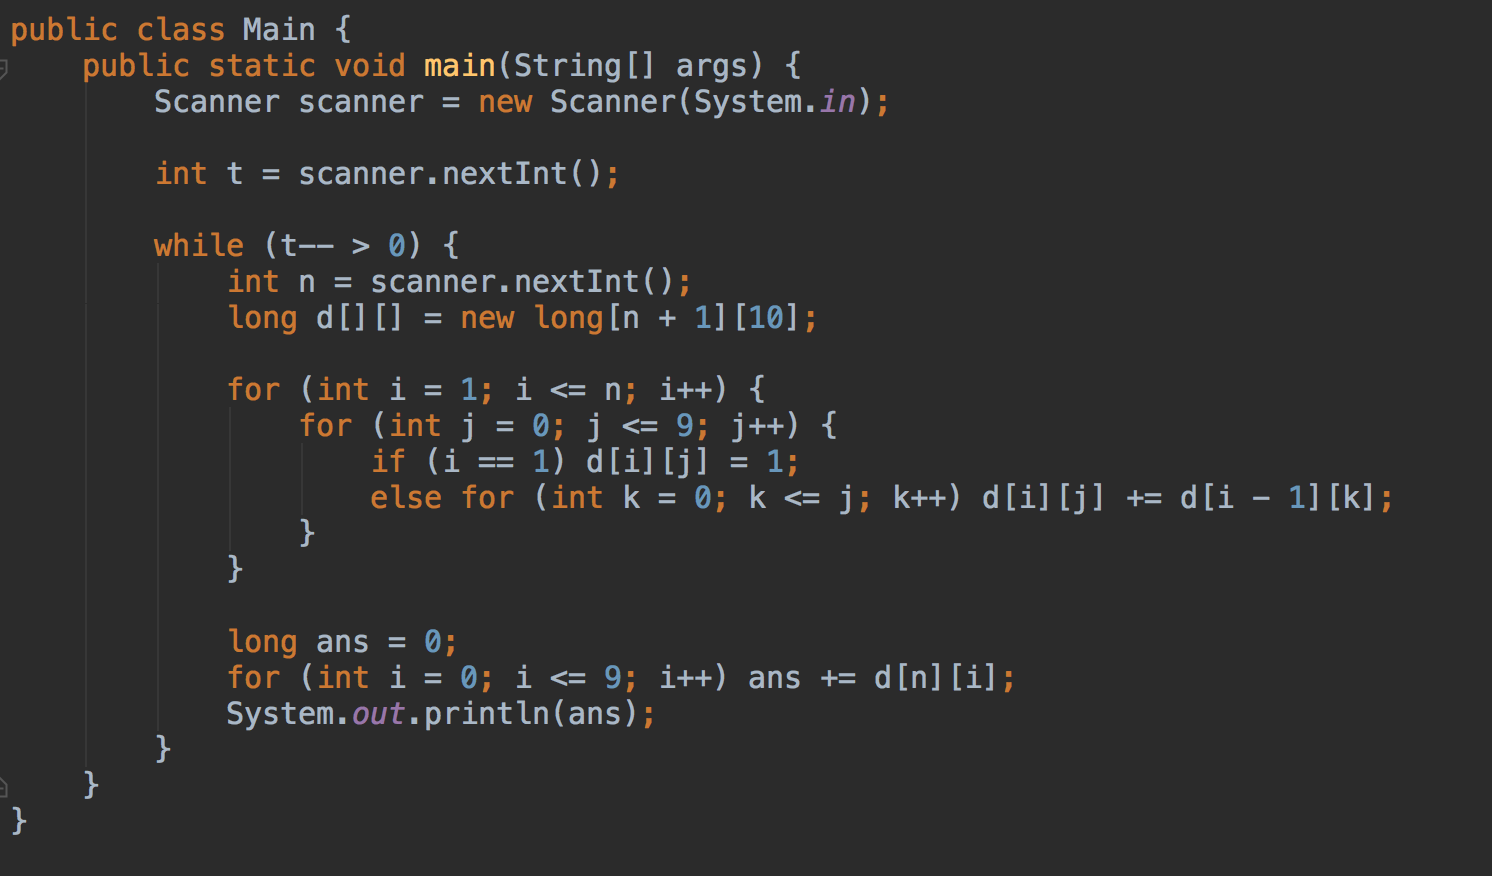 public class Main {
    public static void main(String[] args) {
        Scanner scanner = new Scanner(System.in);

        int t = scanner.nextInt();

        while (t-- > 0) {
            int n = scanner.nextInt();
            long d[][] = new long[n + 1][10];

            for (int i = 1; i <= n; i++) {
                for (int j = 0; j <= 9; j++) {
                    if (i == 1) d[i][j] = 1;
                    else for (int k = 0; k <= j; k++) d[i][j] += d[i - 1][k];
                }
            }

            long ans = 0;
            for (int i = 0; i <= 9; i++) ans += d[n][i];
            System.out.println(ans);
        }
    }
}